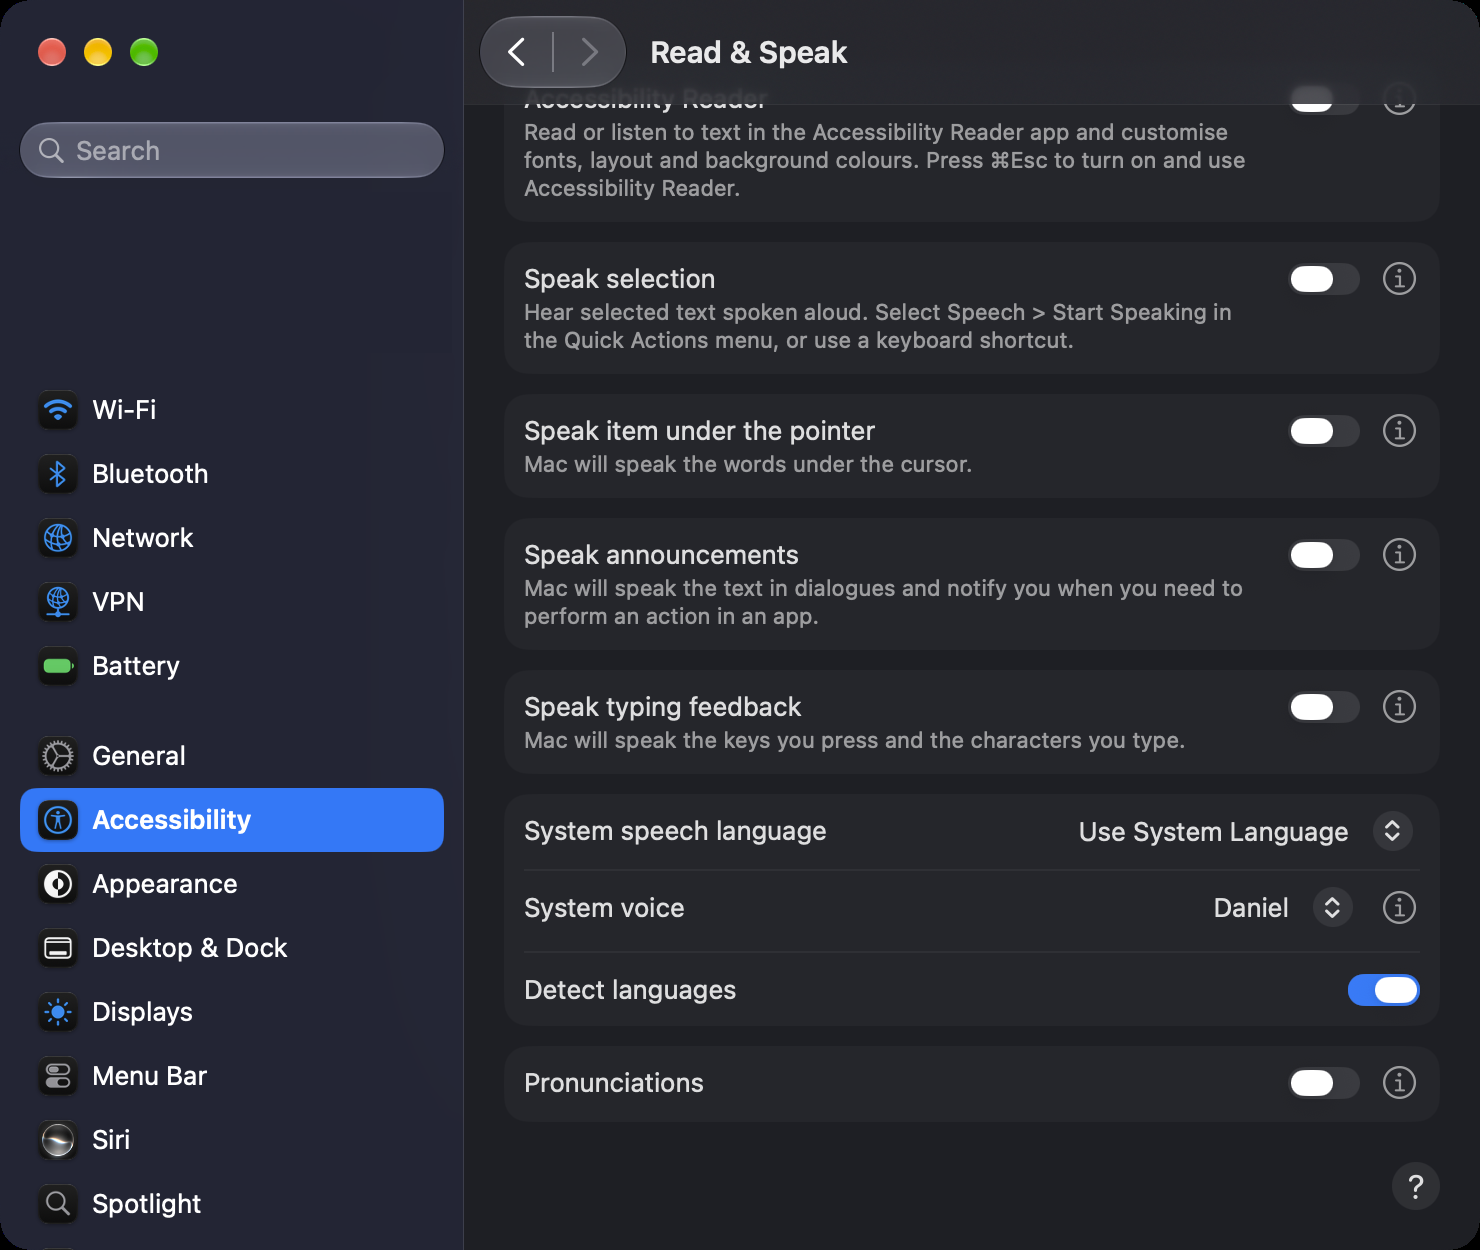 Search
Wi-Fi
Bluetooth
Network
VPN
Battery
General
Accessibility
Appearance
Desktop & Dock
Displays
Menu Bar
Siri
Spotlight
Read & Speak
Accessibility Reader
Read or listen to text in the Accessibility Reader app and customise
fonts, layout and background colours. Press ⌘Esc to turn on and use
Accessibility Reader.
Speak selection
Hear selected text spoken aloud. Select Speech > Start Speaking in
the Quick Actions menu, or use a keyboard shortcut.
Speak item under the pointer
Mac will speak the words under the cursor.
Speak announcements
Mac will speak the text in dialogues and notify you when you need to
perform an action in an app.
Speak typing feedback
Mac will speak the keys you press and the characters you type.
System speech language Use System Language
System voice Daniel
Detect languages
Pronunciations
?